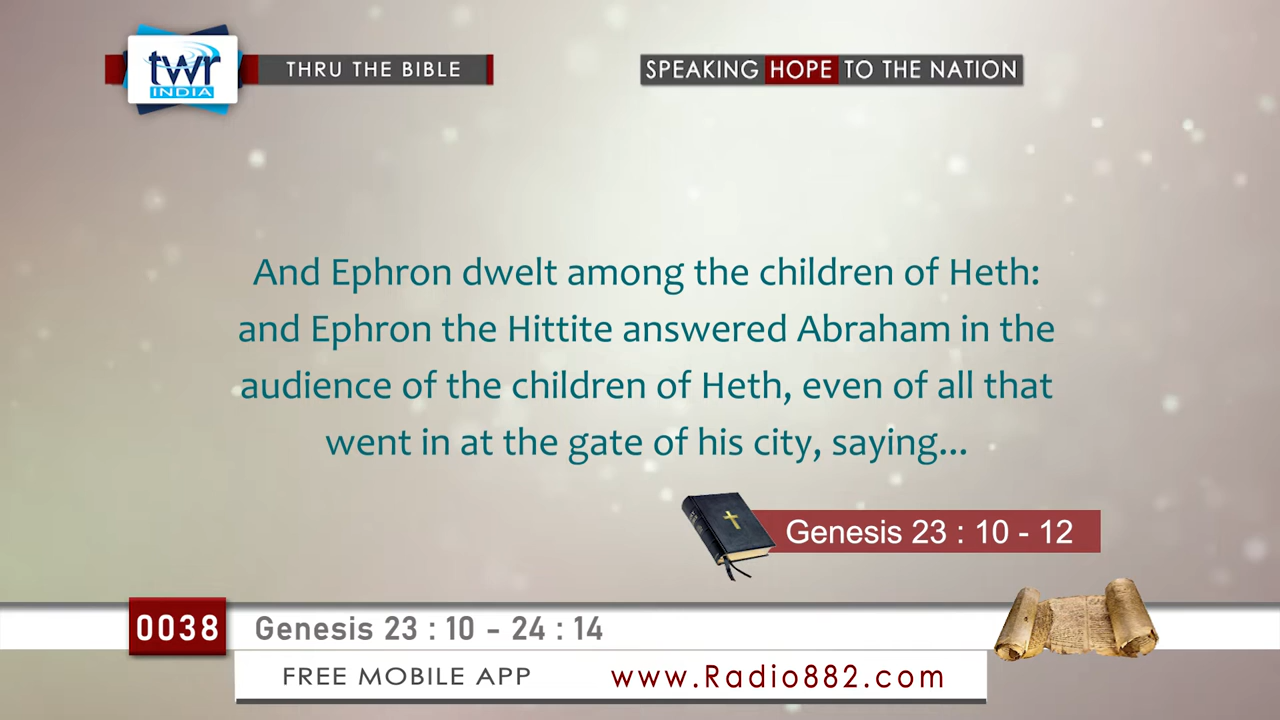 twr
INDIA
THRU THE BIBLE
SPEAKING HOPE TO THE NATION
And Ephron dwelt among the children of Heth:
and Ephron the Hittite answered Abraham in the
audience of the children of Heth, even of all that
went in at the gate of his city, saying...
Genesis 23 : 10 - 12
0038
Genesis 23 : 10 - 24 : 14
FREE MOBILE APP
www.Radio882.com